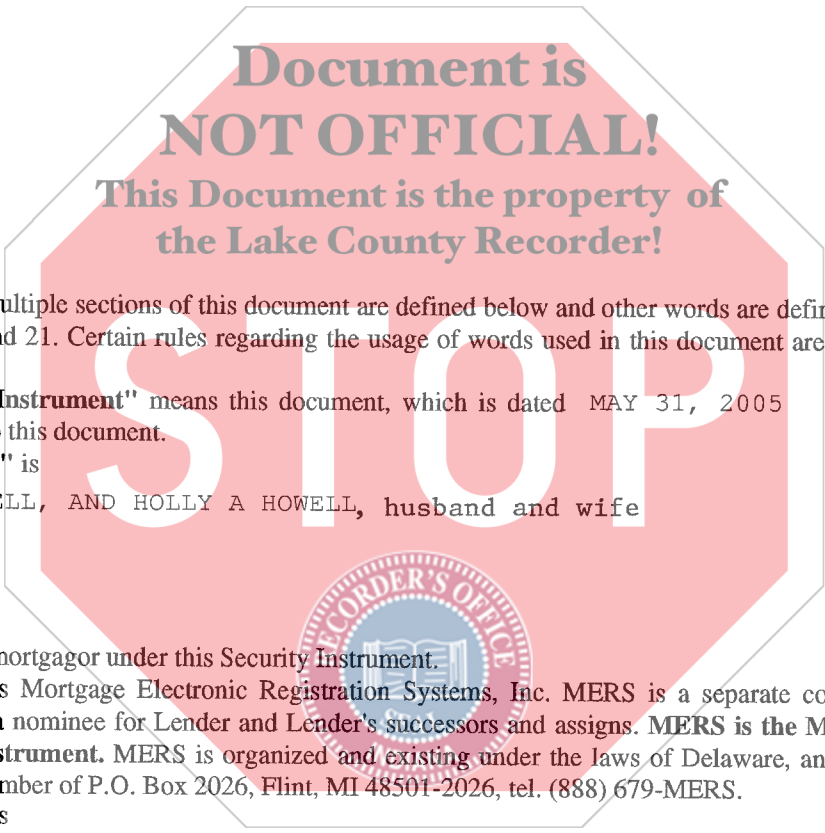 Document is
NOT OFFICIAL!
This Document is the property of
the Lake County Recorder!
ultiple sections of this document are defined below and other words are defin
nd 21. Certain rules regarding the usage of words used in this document are
STOP
Instrument" means this document, which is dated MAY 31, 2005
this document.
" is
ELL, AND HOLLY A HOWELL, husband and wife
RECORDER'S OFFICE
mortgagor under this Security Instrument.
s Mortgage Electronic Registration Systems, Inc. MERS is a separate co
nominee for Lender and Lender's successors and assigns. MERS is the M
strument. MERS is organized and existing under the laws of Delaware, an
mber of P.O. Box 2026, Flint, MI 48501-2026, tel. (888) 679-MERS.
s